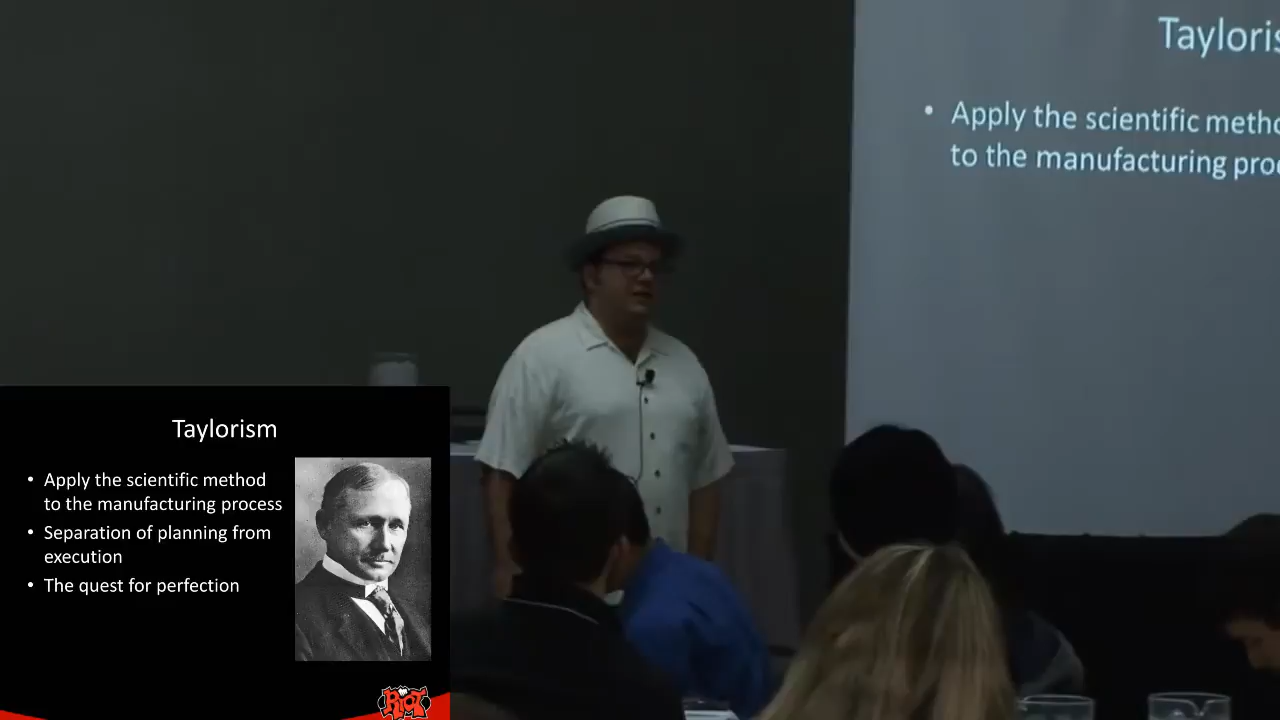 Tayloris
• Apply the scientific metho
to the manufacturing proc
Taylorism
• Apply the scientific method
to the manufacturing process
• Separation of planning from
execution
• The quest for perfection
RIOT